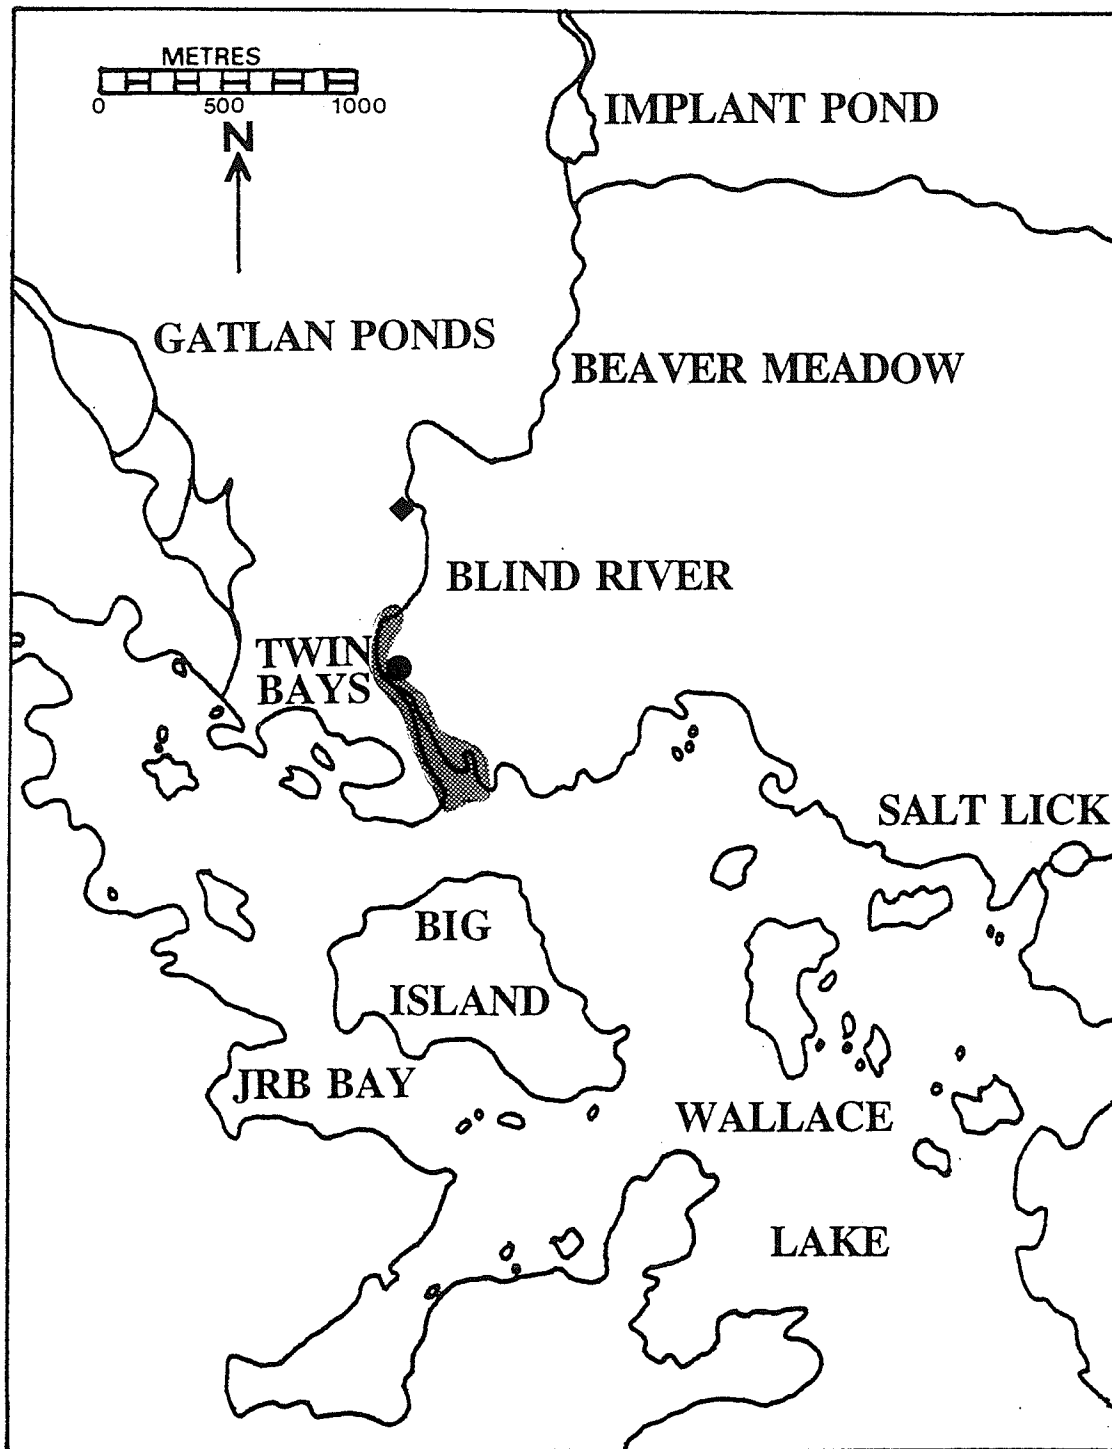 METRES
0 500 1000
N
IMPLANT POND
GATLAN PONDS
BEAVER MEADOW
BLIND RIVER
TWIN
BAYS
SALT LICK
BIG
ISLAND
JRB BAY
WALLACE
LAKE